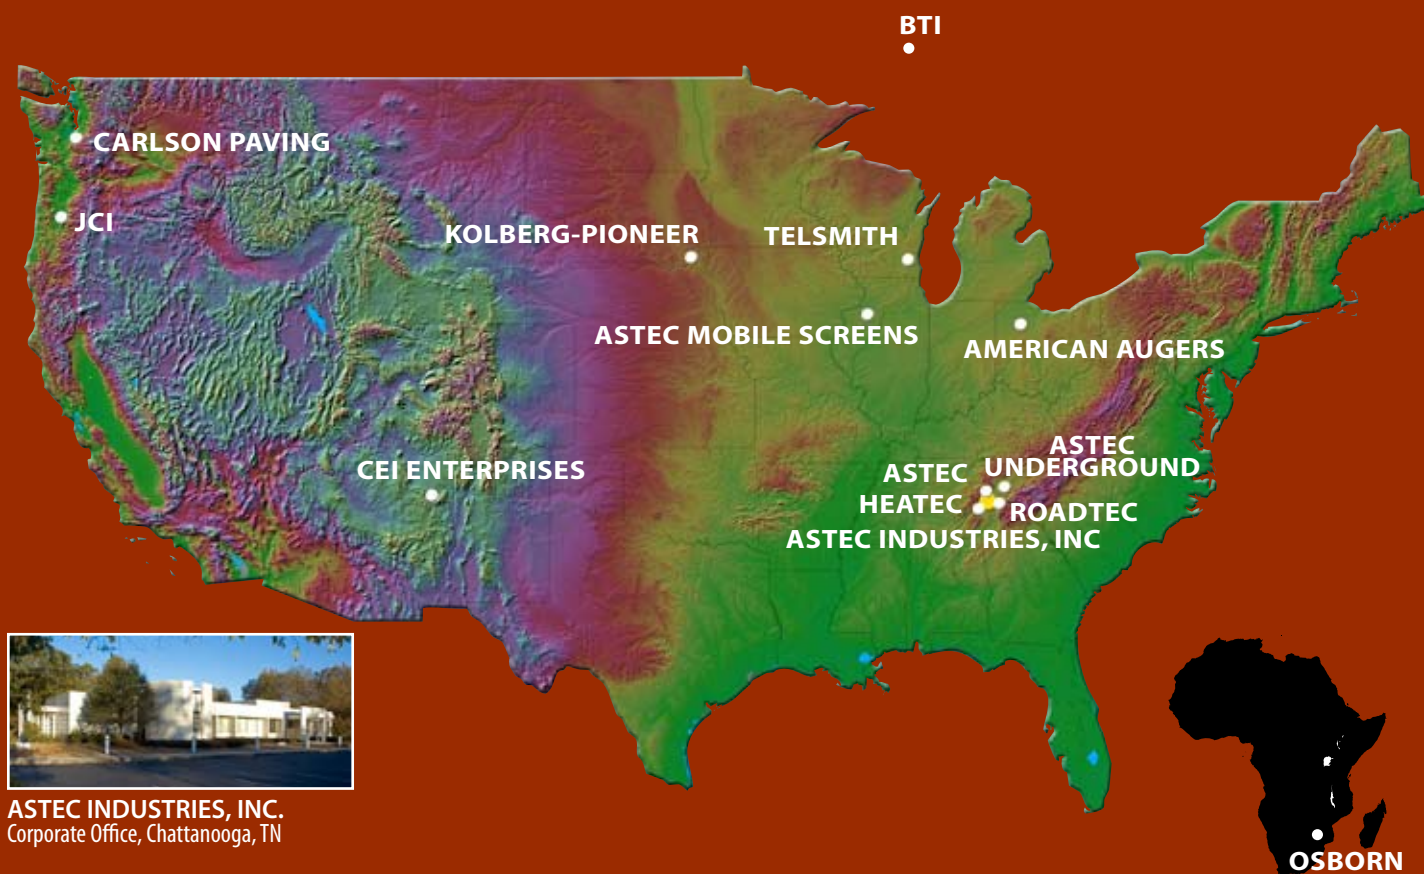 BTI
CARLSON PAVING
JCI
KOLBERG-PIONEER
TELSMITH
ASTEC MOBILE SCREENS
AMERICAN AUGERS
CEI ENTERPRISES
ASTEC
UNDERGROUND
ASTEC
HEATEC
ROADTEC
ASTEC INDUSTRIES, INC
ASTEC INDUSTRIES, INC.
Corporate Office, Chattanooga, TN
OSBORN